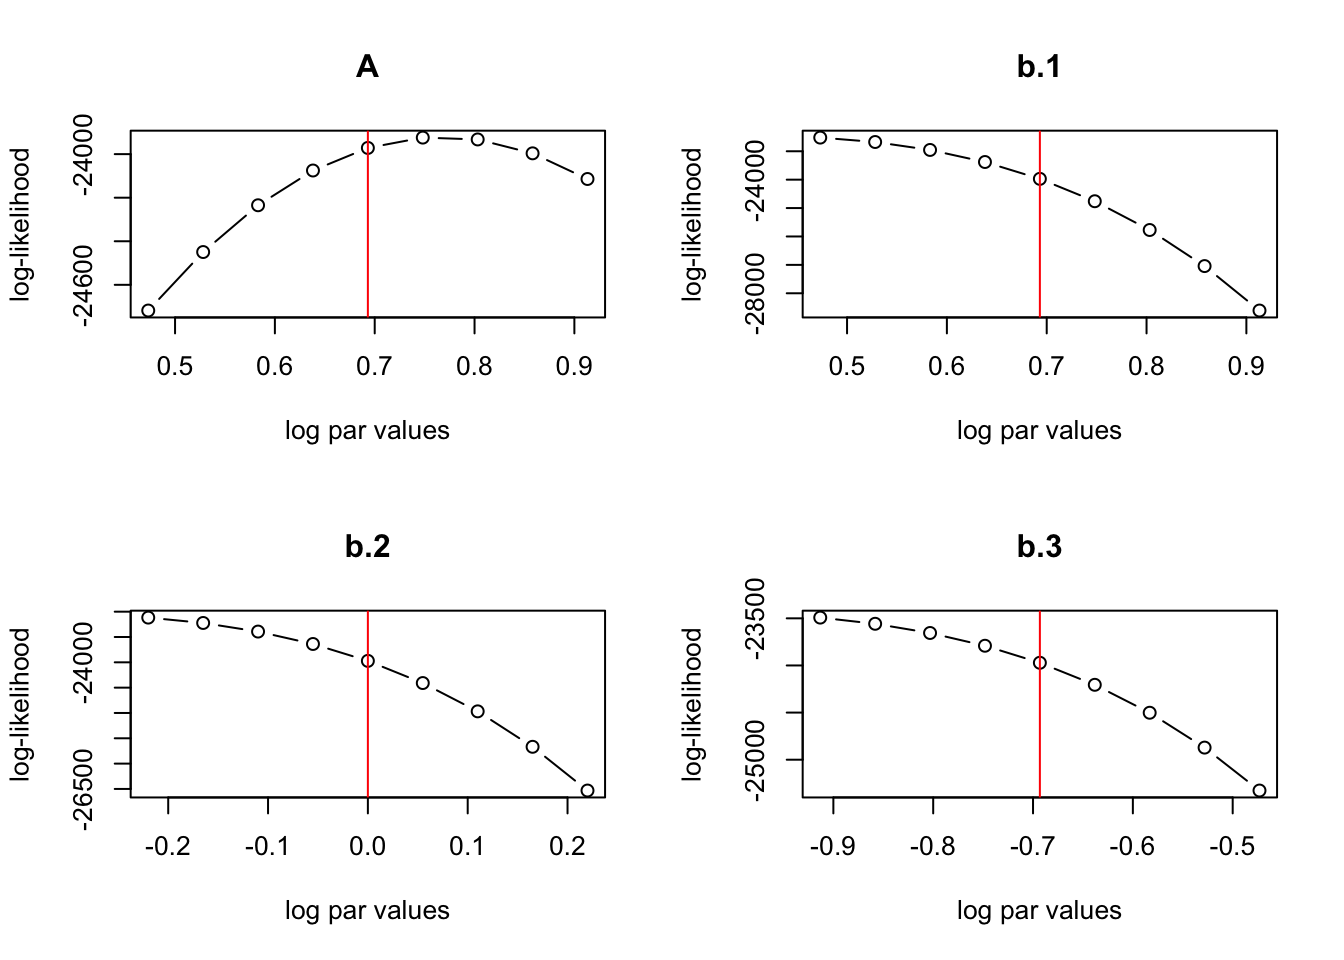 A
log-likelihood
-24000
-24600
0.5 0.6 0.7 0.8 0.9
log par values
b.1
log-likelihood
-24000
-28000
0.5 0.6 0.7 0.8 0.9
log par values
b.2
log-likelihood
-24000
-26500
-0.2 -0.1 0.0 0.1 0.2
log par values
b.3
log-likelihood
-23500
-25000
-0.9 -0.8 -0.7 -0.6 -0.5
log par values